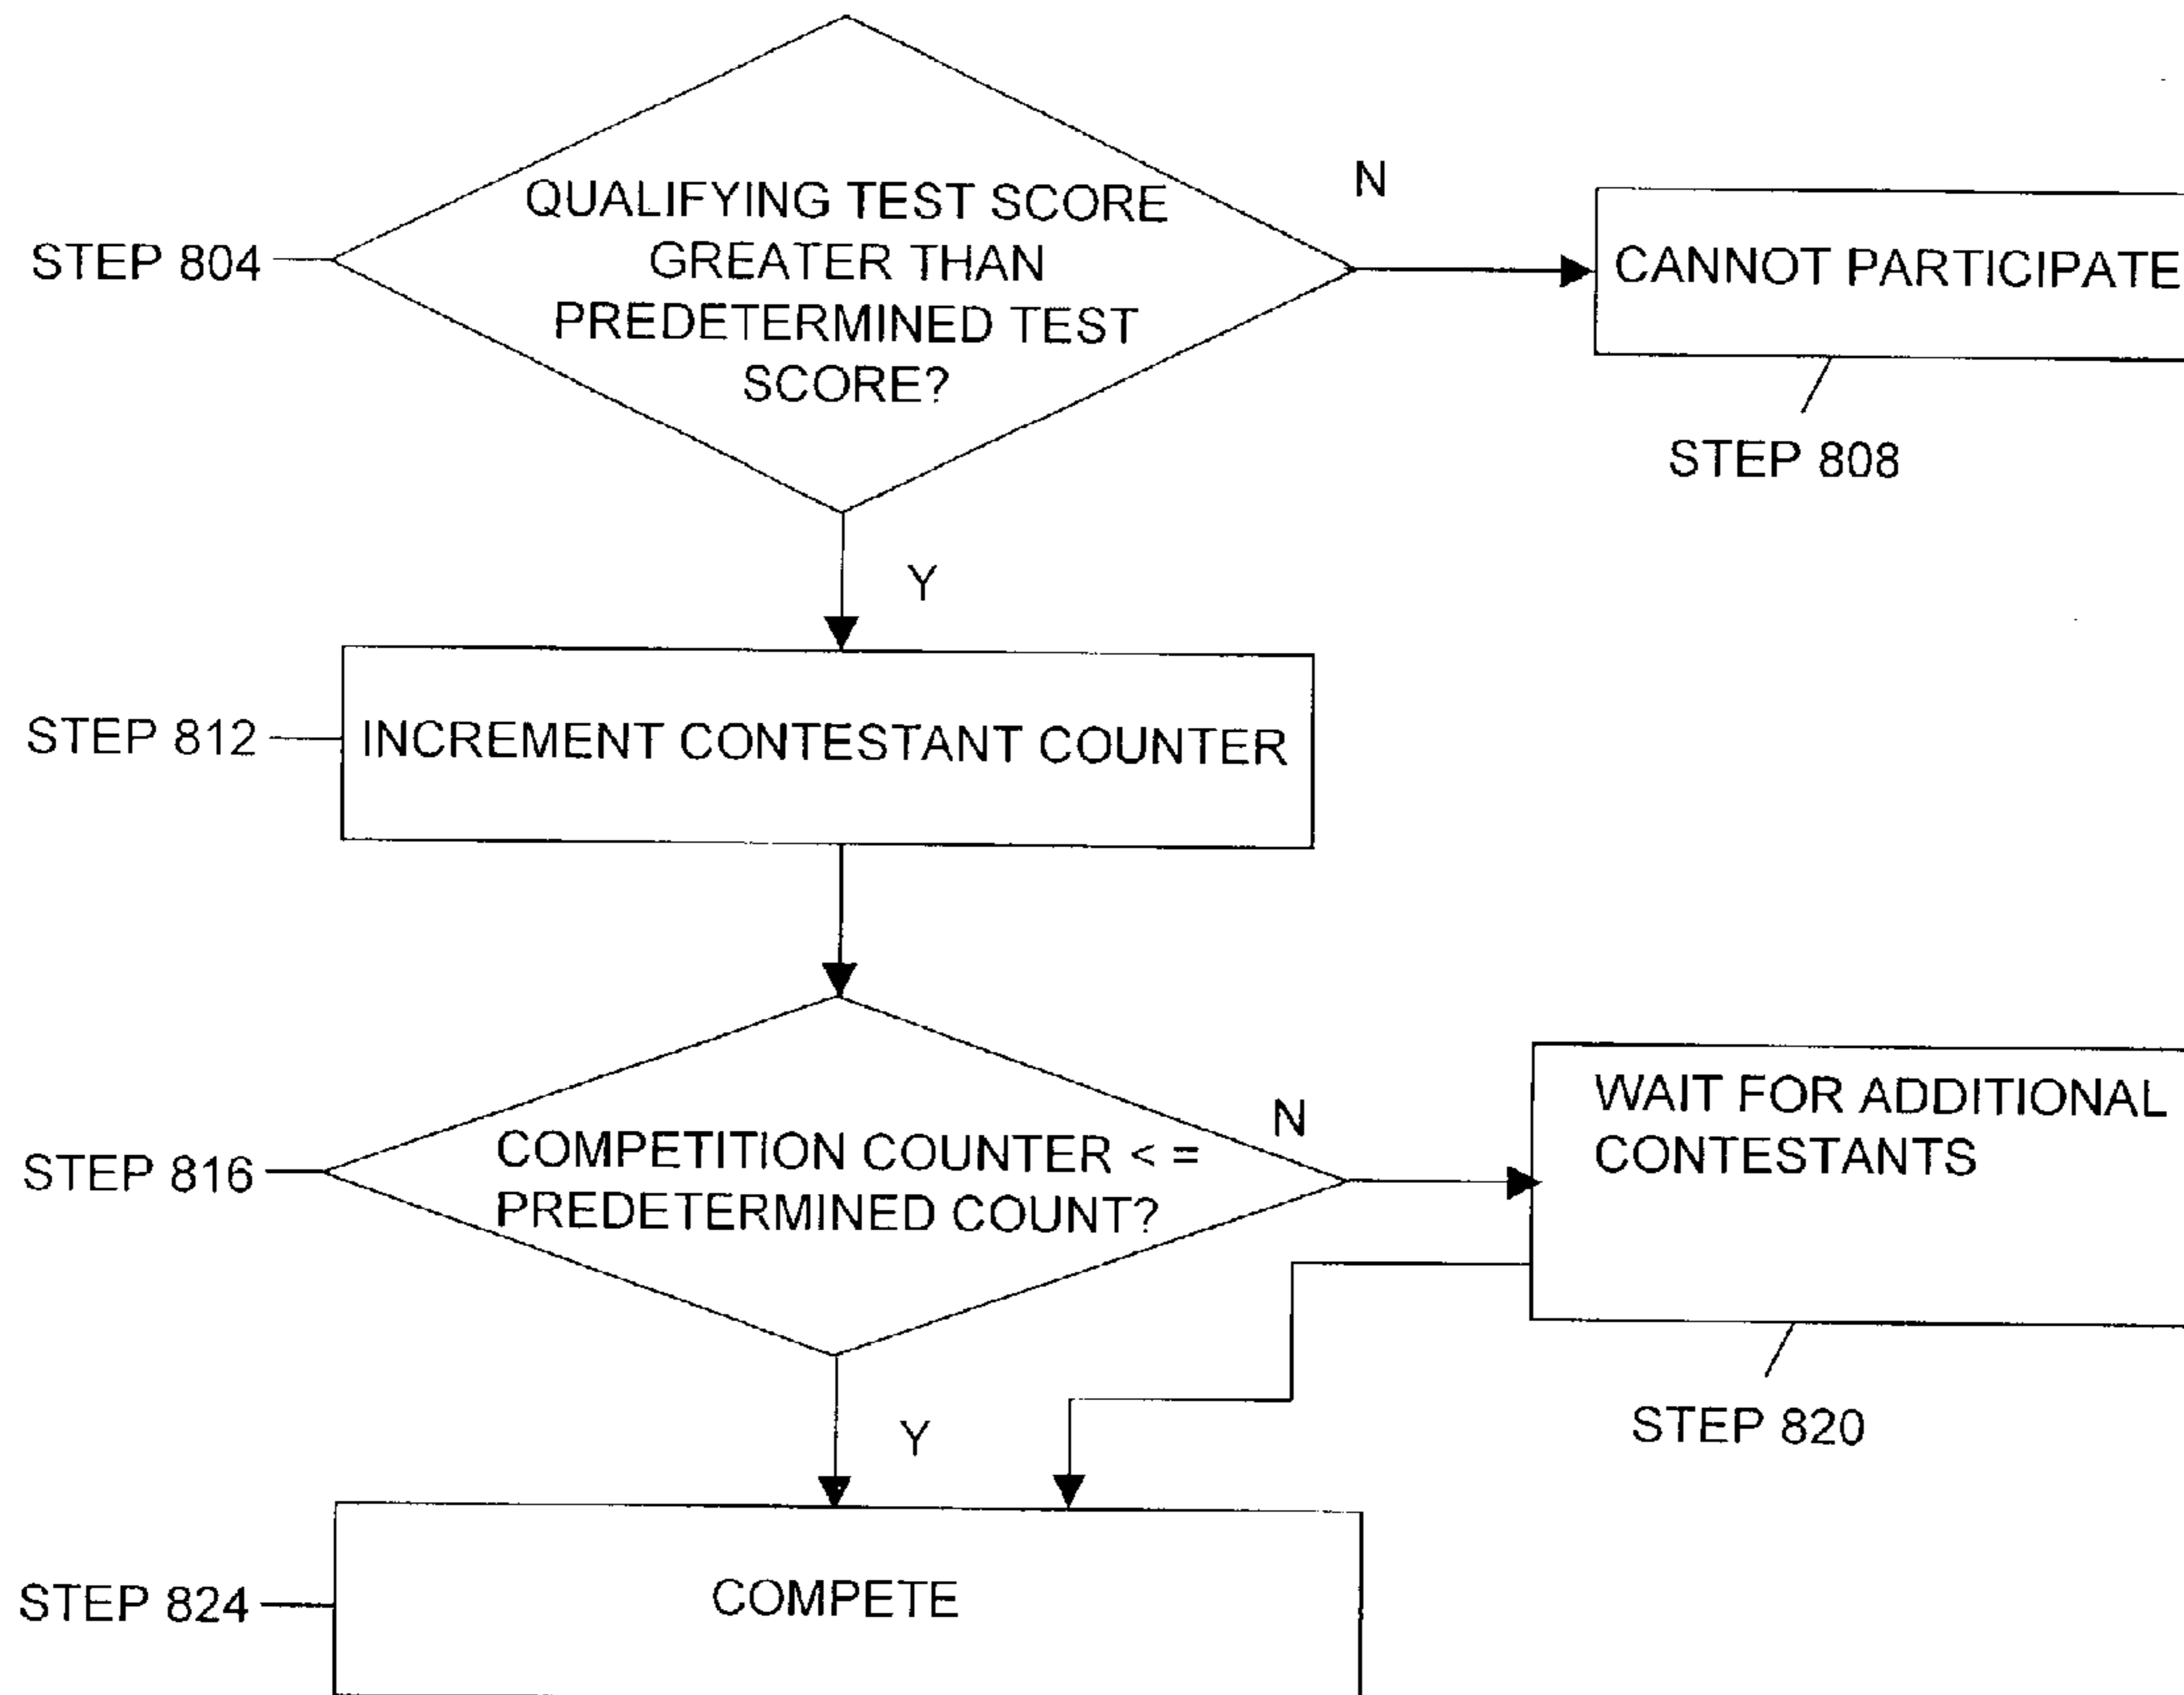 QUALIFYING TEST SCORE
GREATER THAN
PREDETERMINED TEST
SCORE?
STEP 804
N
CANNOT PARTICIPATE
STEP 808
Y
STEP 812
INCREMENT CONTESTANT COUNTER
STEP 816
COMPETITION COUNTER < =
PREDETERMINED COUNT?
N
WAIT FOR ADDITIONAL
CONTESTANTS
STEP 820
Y
STEP 824
COMPETE